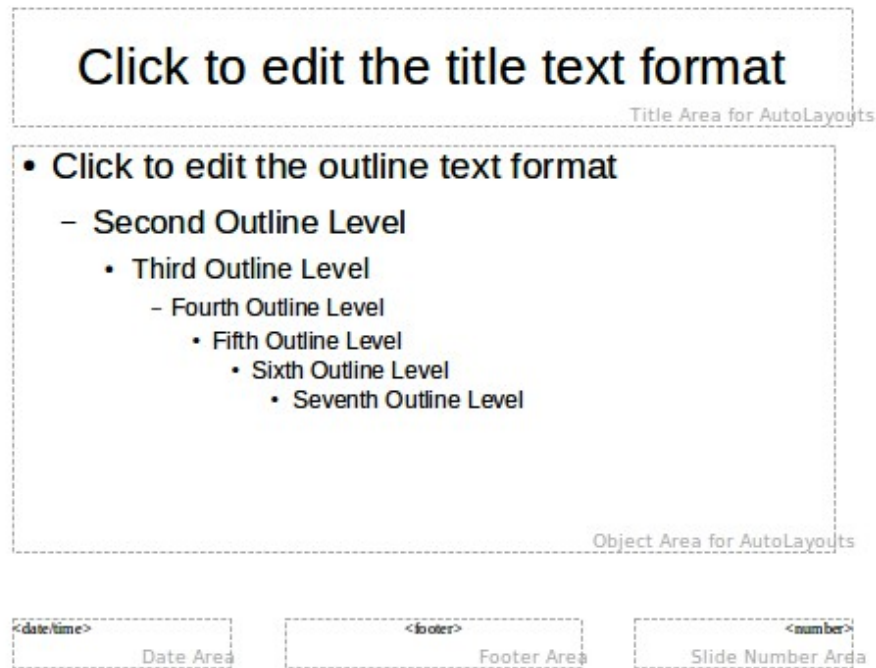 Click to edit the title text format
Title Area for AutoLayouts
• Click to edit the outline text format
– Second Outline Level
• Third Outline Level
– Fourth Outline Level
• Fifth Outline Level
• Sixth Outline Level
• Seventh Outline Level
Object Area for AutoLayouts
<date/time>
Date Area
<footer>
Footer Area
<number>
Slide Number Area